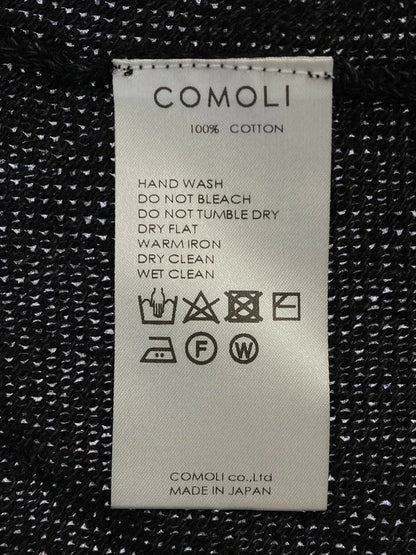 COMOLI
100% COTTON
HAND WASH
DO NOT BLEACH
DO NOT TUMBLE DRY
DRY FLAT
WARM IRON
DRY CLEAN
WET CLEAN
F W
COMOLI co.,Ltd
MADE IN JAPAN